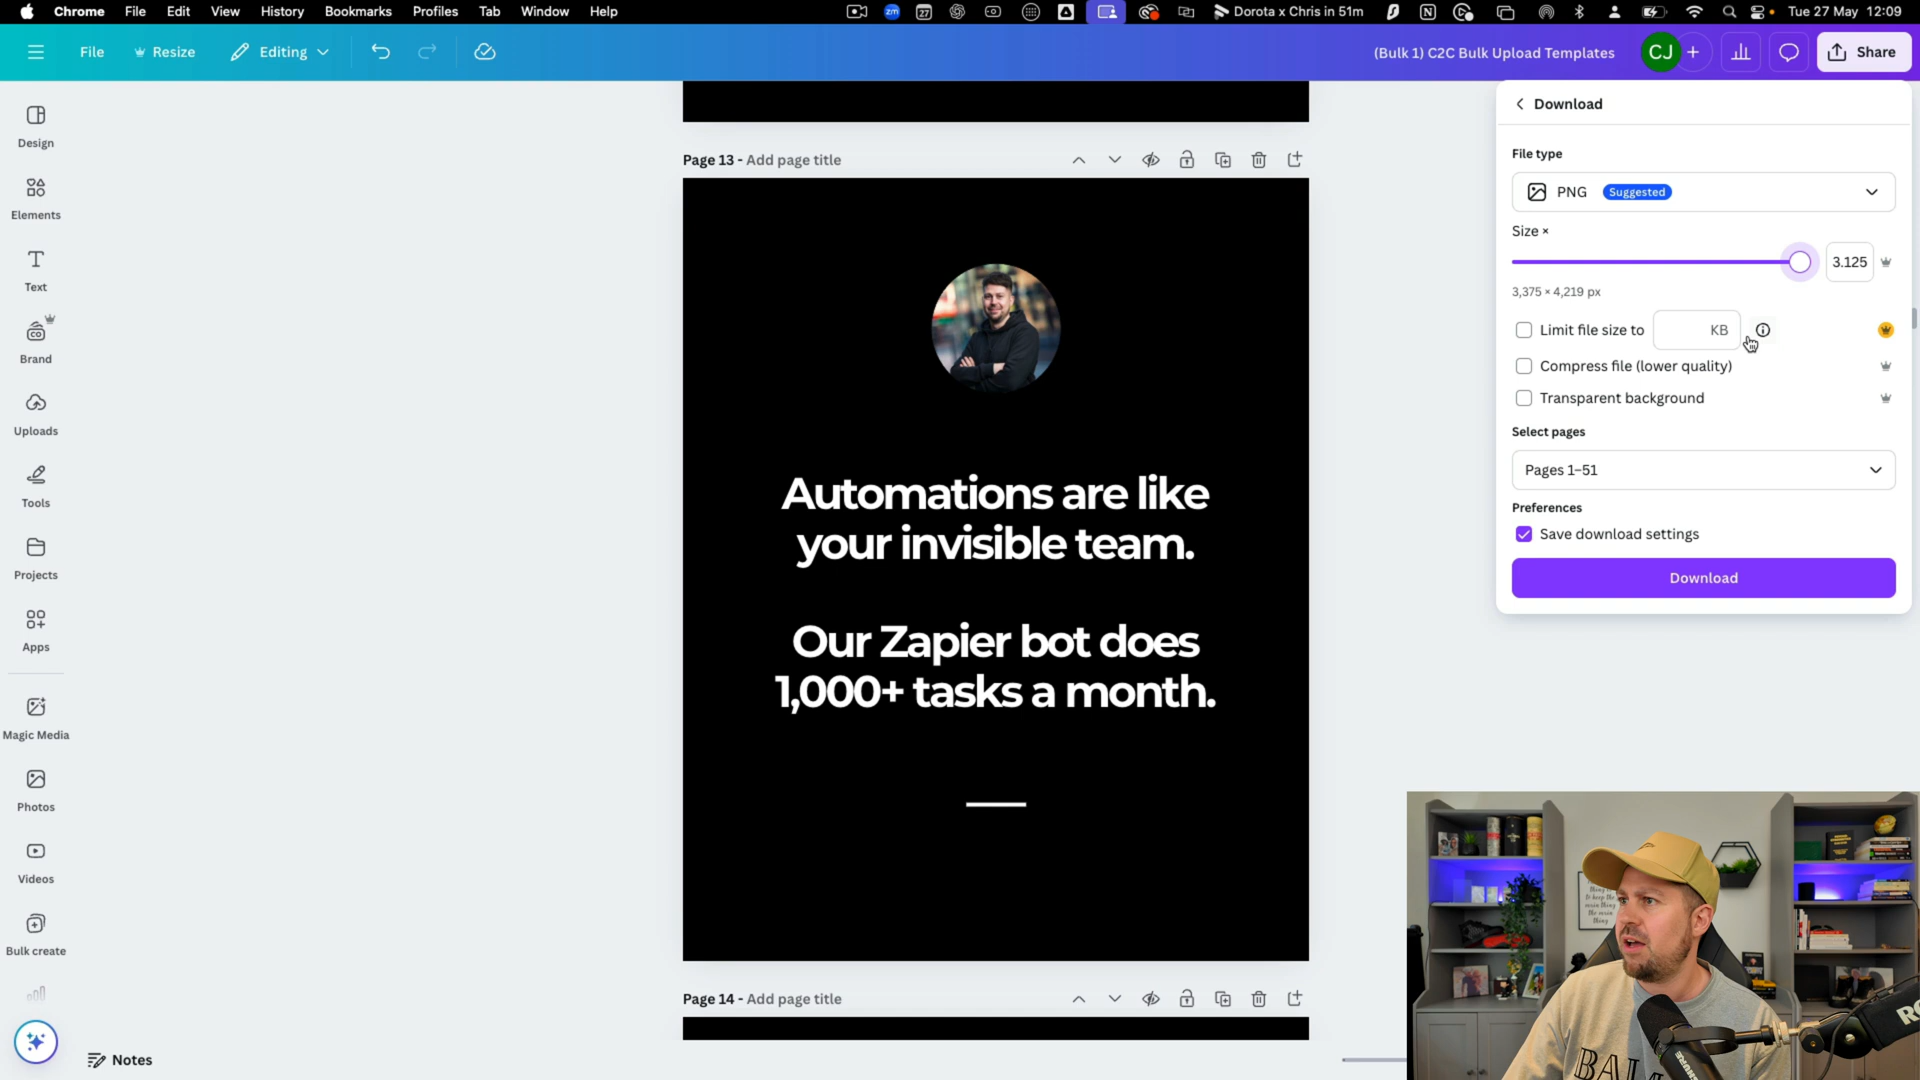 Chrome File Edit View History Bookmarks Profiles Tab Window Help
zm 27 Dorota x Chris in 51m Tue 27 May 12:09
File Resize Editing
(Bulk 1) C2C Bulk Upload Templates CJ + Share
Design
Elements
Text
Brand
Uploads
Tools
Projects
Apps
Magic Media
Photos
Videos
Bulk create
Notes
Page 13 - Add page title
Automations are like
your invisible team.
Our Zapier bot does
1,000+ tasks a month.
Page 14 - Add page title
Download
File type
PNG Suggested
Size ×
3.125
3,375 × 4,219 px
Limit file size to KB
Compress file (lower quality)
Transparent background
Select pages
Pages 1–51
Preferences
Save download settings
Download